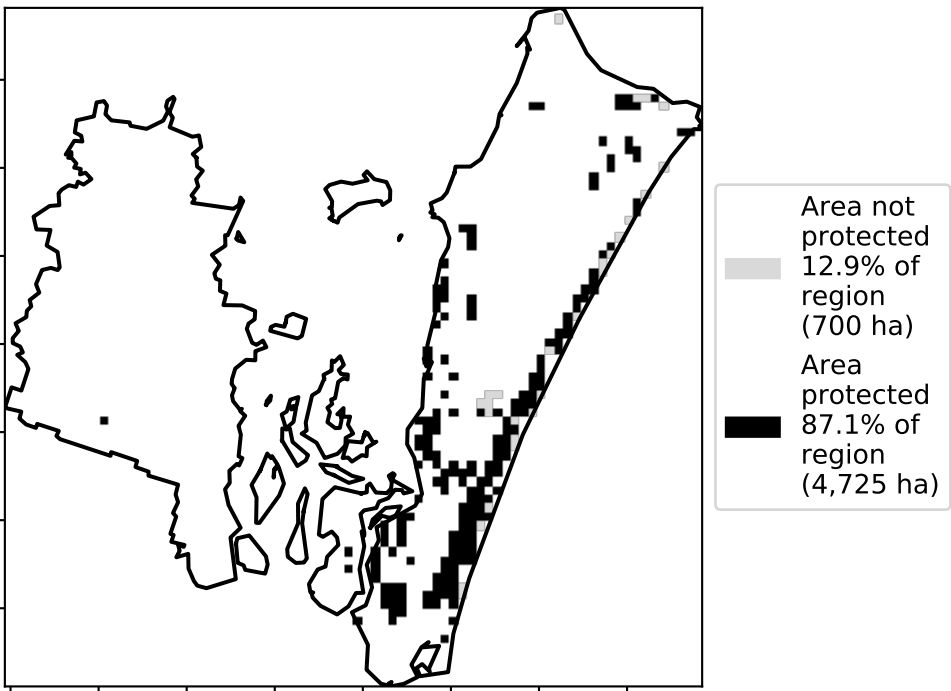 Area not
protected
12.9% of
region
(700 ha)
Area
protected
87.1% of
region
(4,725 ha)